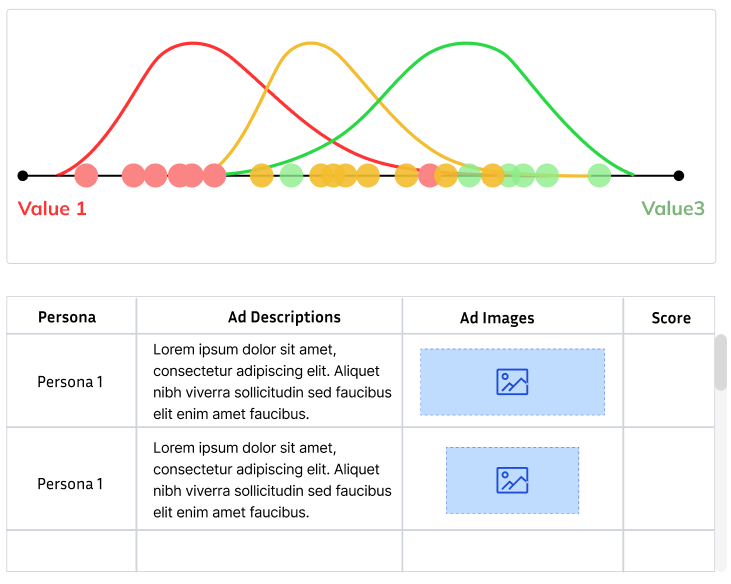 Value 1
Value3
Persona
Ad Descriptions
Ad Images
Score
Persona 1
Lorem ipsum dolor sit amet,
consectetur adipiscing elit. Aliquet
nibh viverra sollicitudin sed faucibus
elit enim amet faucibus.
Persona 1
Lorem ipsum dolor sit amet,
consectetur adipiscing elit. Aliquet
nibh viverra sollicitudin sed faucibus
elit enim amet faucibus.